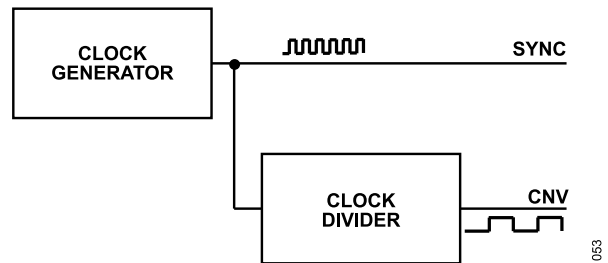 CLOCK
GENERATOR
SYNC
CLOCK
DIVIDER
CNV
053